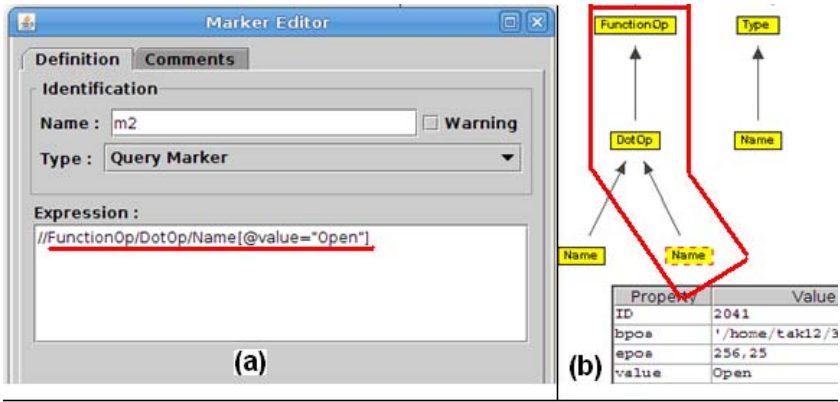 Marker Editor
Definition Comments
Identification
Name : m2 Warning
Type : Query Marker
Expression :
//FunctionOp/DotOp/Name[@value="Open"]
(a)
FunctionOp Type
DotOp Name
Name Name
Property Value
ID 2041
bpos '/home/tak12/3
epos 256,25
value Open
(b)